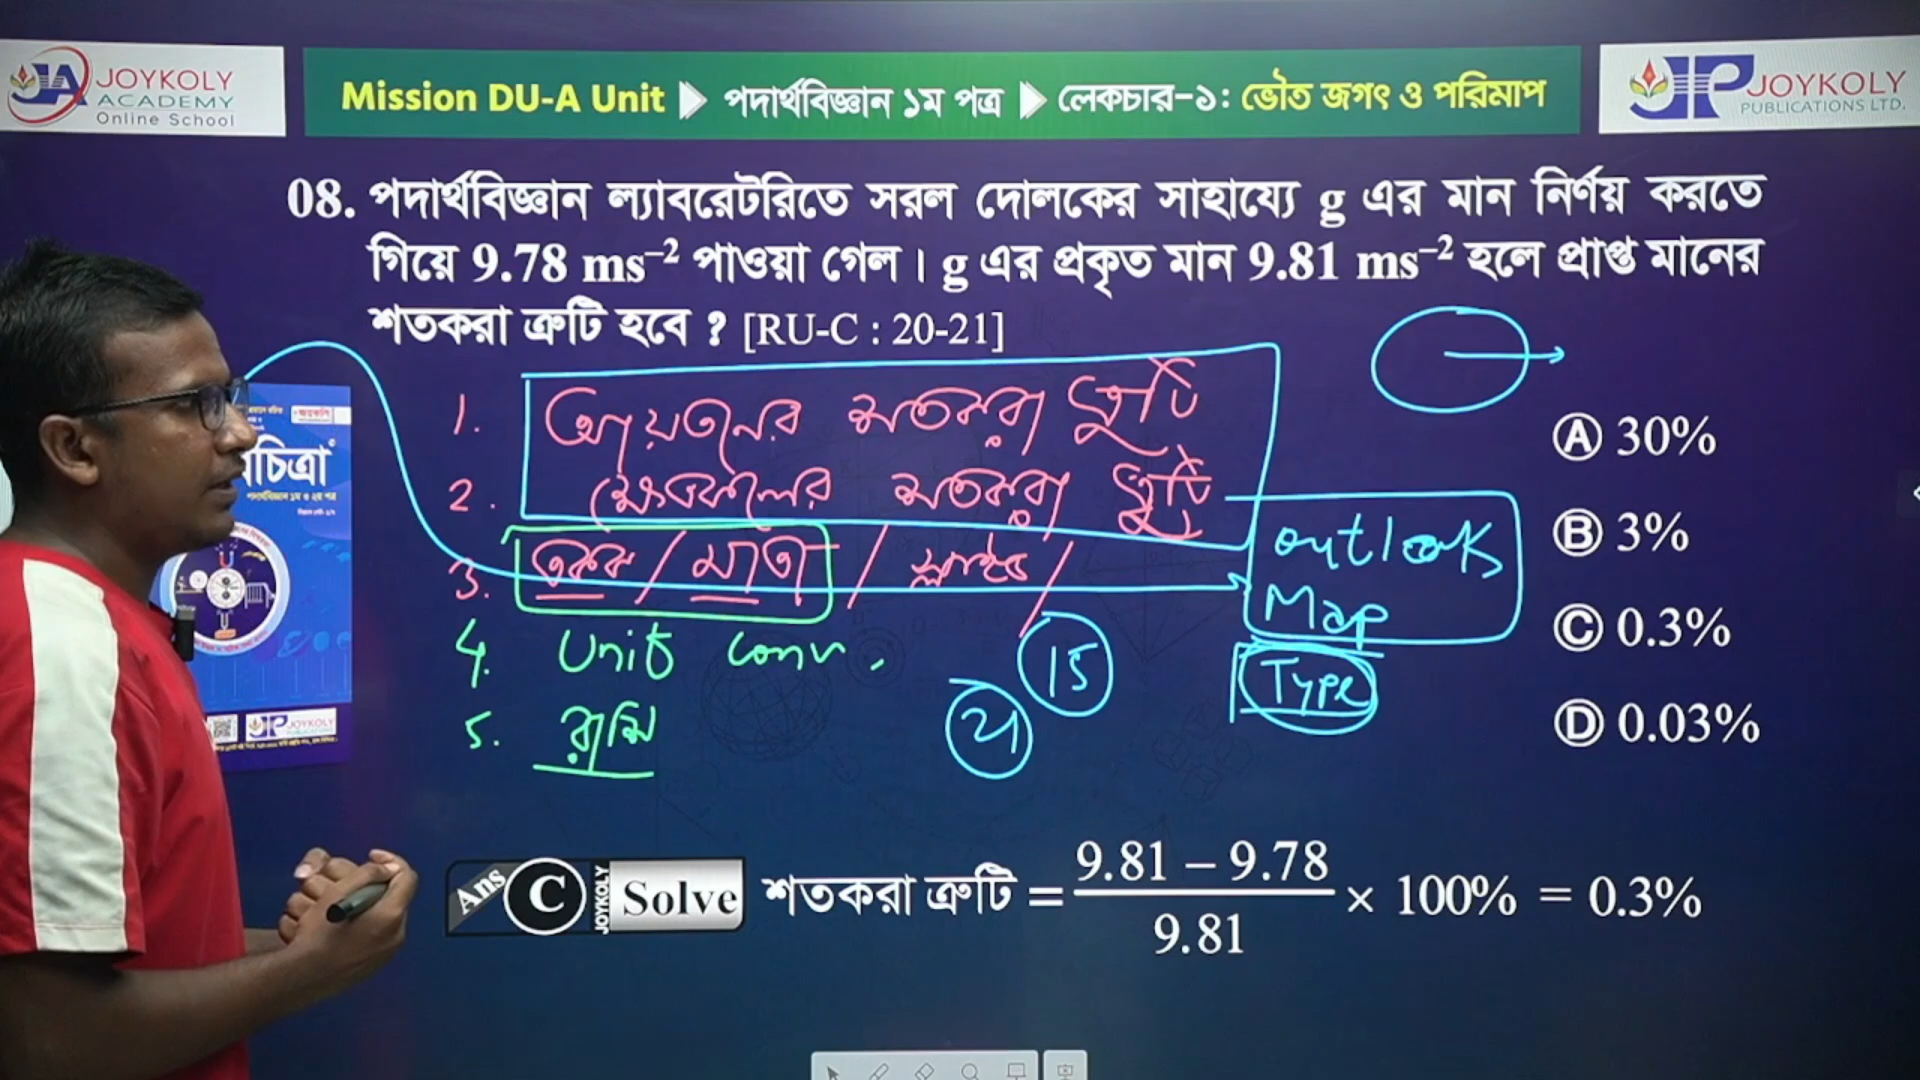 JOYKOLY
ACADEMY
Online School
Mission DU-A Unit পদার্থবিজ্ঞান ১ম পত্র লেকচার-১: ভৌত জগৎ ও পরিমাপ
JOYKOLY
PUBLICATIONS LTD.
08. পদার্থবিজ্ঞান ল্যাবরেটরিতে সরল দোলকের সাহায্যে g এর মান নির্ণয় করতে
গিয়ে 9.78 ms⁻² পাওয়া গেল। g এর প্রকৃত মান 9.81 ms⁻² হলে প্রাপ্ত মানের
শতকরা ত্রুটি হবে ? [RU-C : 20-21]
1. আয়তনের শতকরা ত্রুটি
2. ক্ষেত্রফলের শতকরা ত্রুটি
3. একক / মাত্রা /
4. Unit conv.
5. রাশি
15
outlook
Map
Type
A 30%
B 3%
C 0.3%
D 0.03%
চিত্রা
JOYKOLY
Ans C JOYKOLY Solve শতকরা ত্রুটি = 9.81 – 9.78 / 9.81 × 100% = 0.3%